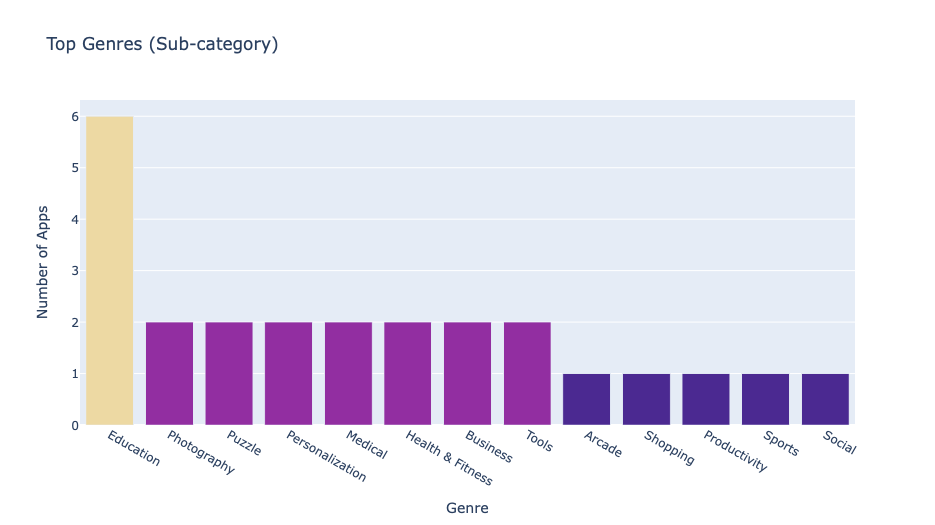 Top Genres (Sub-category)
Number of Apps
6
5
4
3
2
1
0
Education
Photography
Puzzle
Personalization
Medical
Health & Fitness
Business
Tools
Arcade
Shopping
Productivity
Sports
Social
Genre